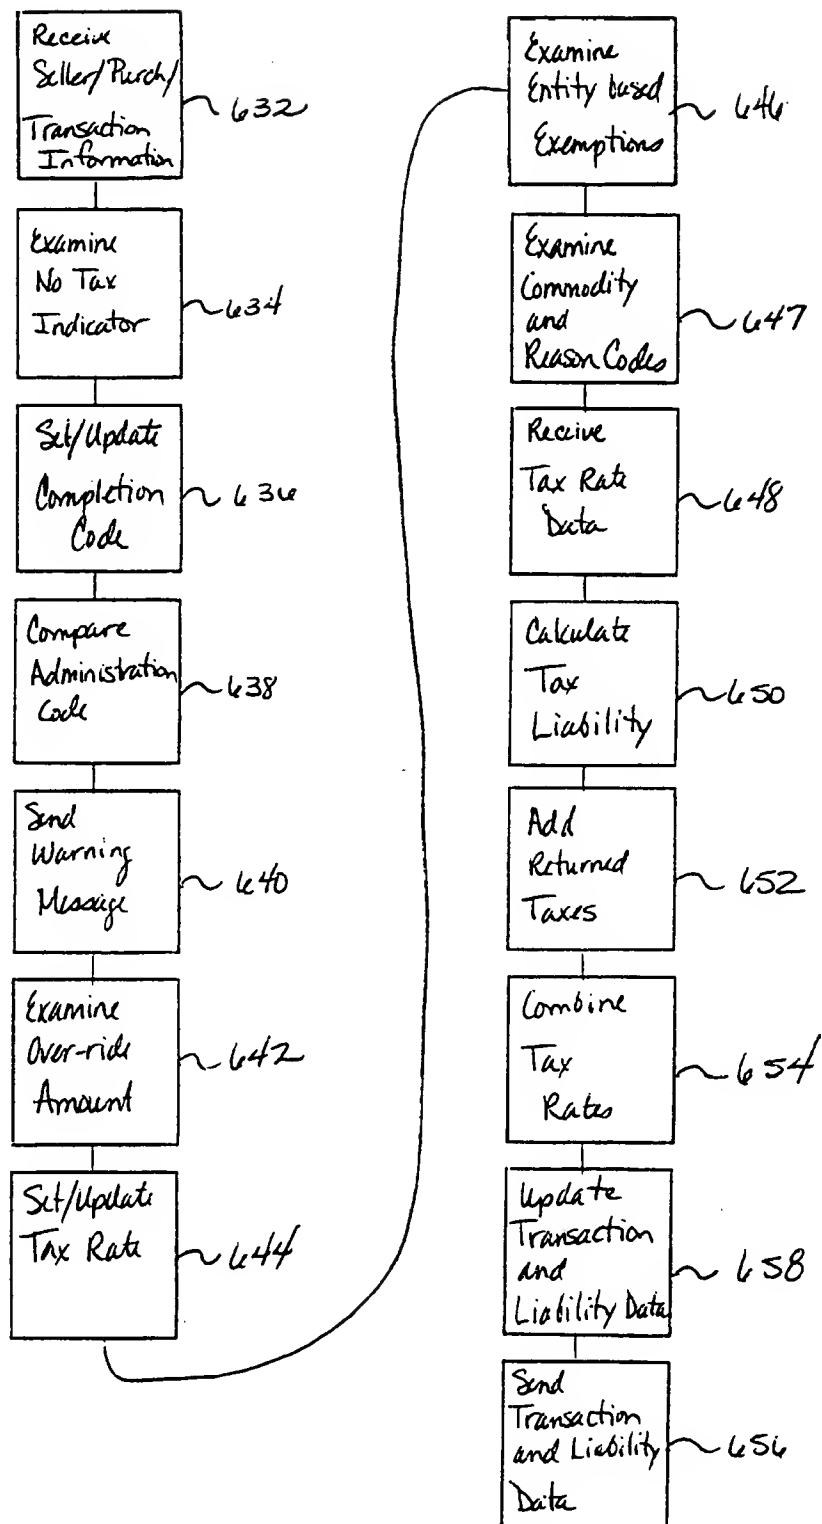 Receive
Seller/Purch/
Transaction
Information
632
Examine
No Tax
Indicator
634
Set/Update
Completion
Code
636
Compare
Administration
Code
638
Send
Warning
Message
640
Examine
Over-ride
Amount
642
Set/Update
Tax Rate
644
Examine
Entity based
Exemptions
646
Examine
Commodity
and
Reason Codes
647
Receive
Tax Rate
Data
648
Calculate
Tax
Liability
650
Add
Returned
Taxes
652
Combine
Tax
Rates
654
Update
Transaction
and
Liability Data
658
Send
Transaction
and Liability
Data
656